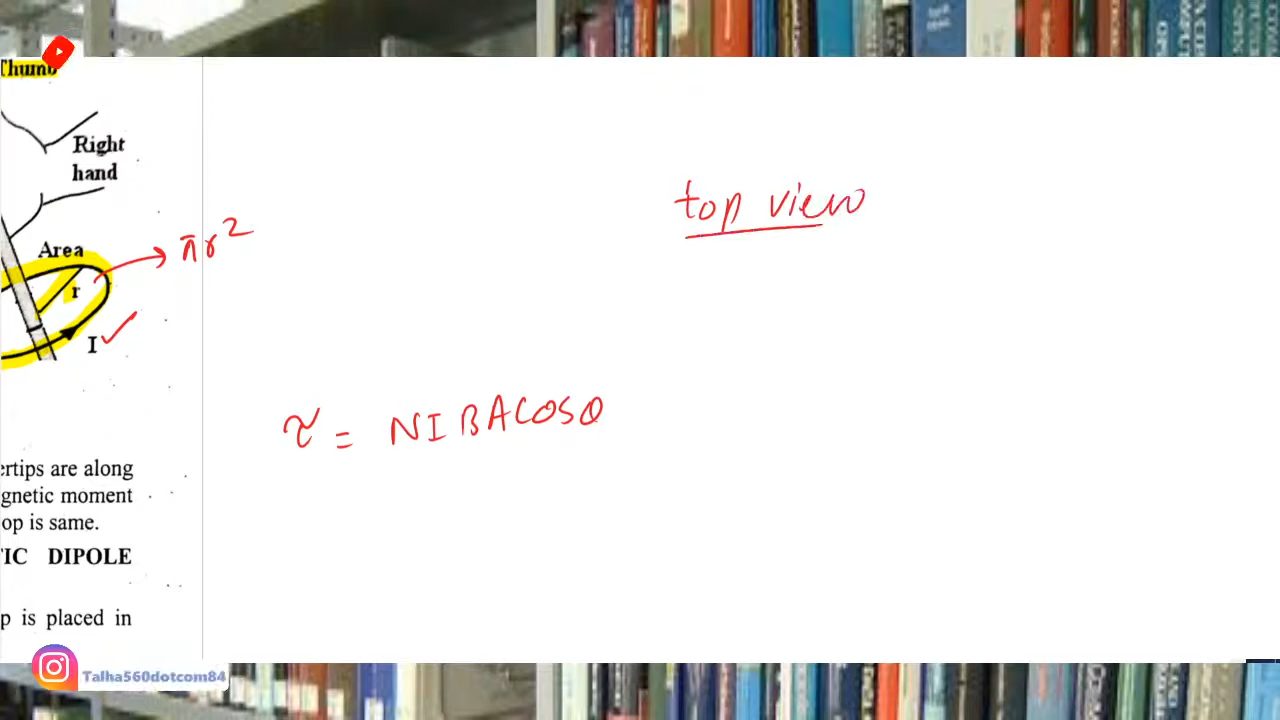 Thumb
Right
hand
Area
r
I
πr²
top view
τ = NIBACOSθ
ertips are along
gnetic moment
op is same.
TIC DIPOLE
p is placed in
Talha560dotcom84